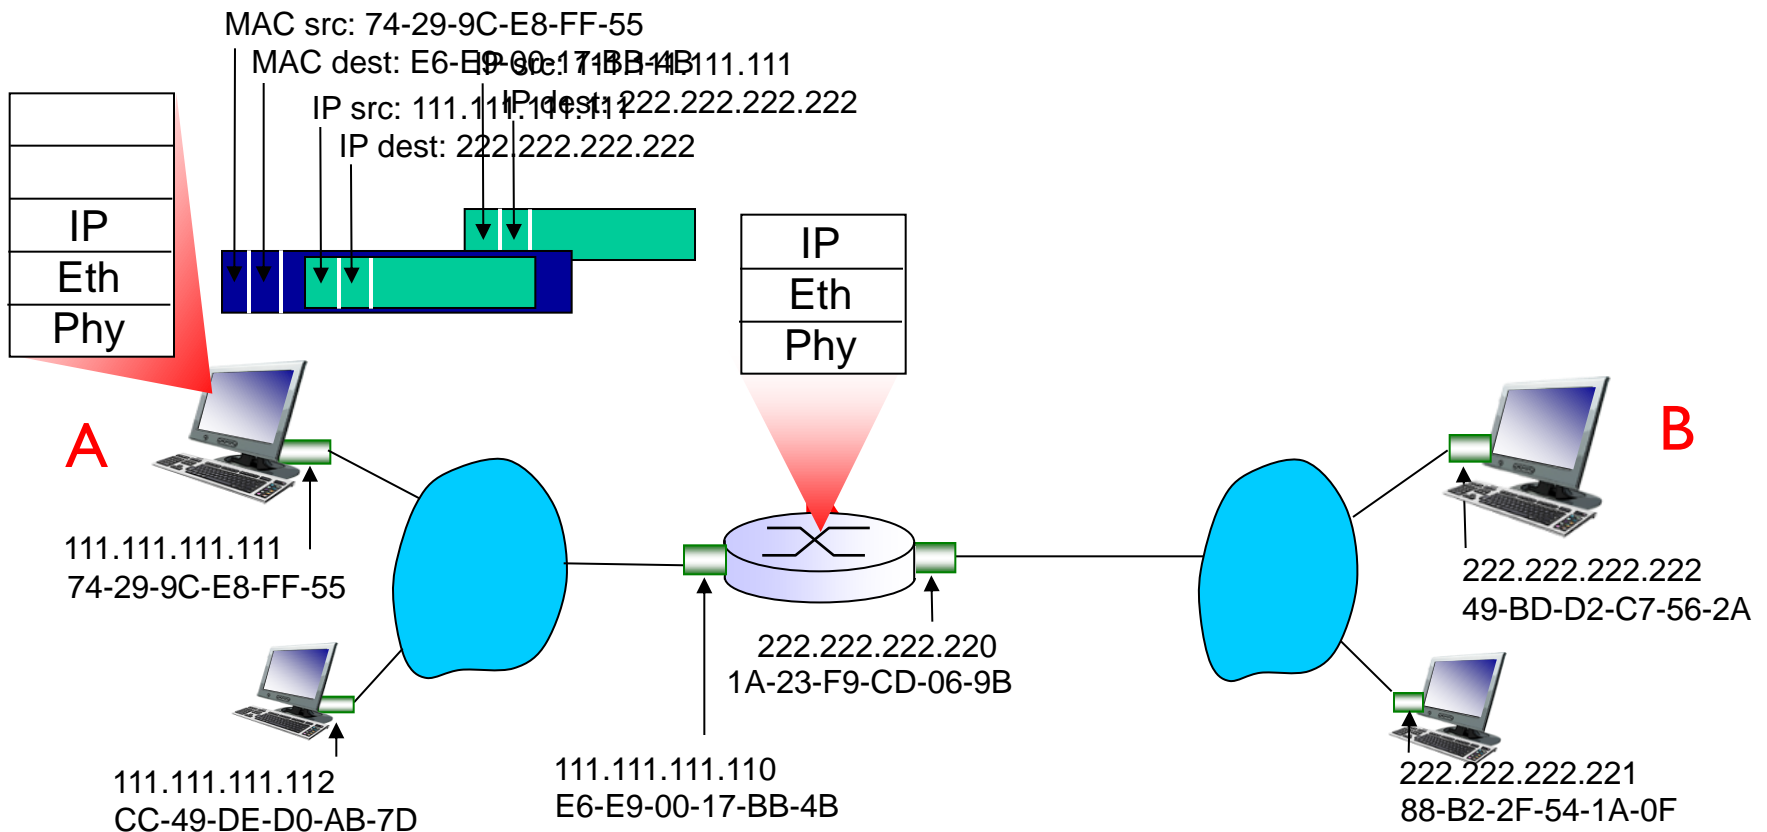 MAC src: 74-29-9C-E8-FF-55
MAC dest: E6-E9-00-17-BB-4B
IP src: 111.111.111.111
IP src: 111.111.111.111
IP dest: 222.222.222.222
IP dest: 222.222.222.222
IP
Eth
Phy
IP
Eth
Phy
A
B
111.111.111.111
74-29-9C-E8-FF-55
222.222.222.222
49-BD-D2-C7-56-2A
222.222.222.220
1A-23-F9-CD-06-9B
111.111.111.112
CC-49-DE-D0-AB-7D
111.111.111.110
E6-E9-00-17-BB-4B
222.222.222.221
88-B2-2F-54-1A-0F